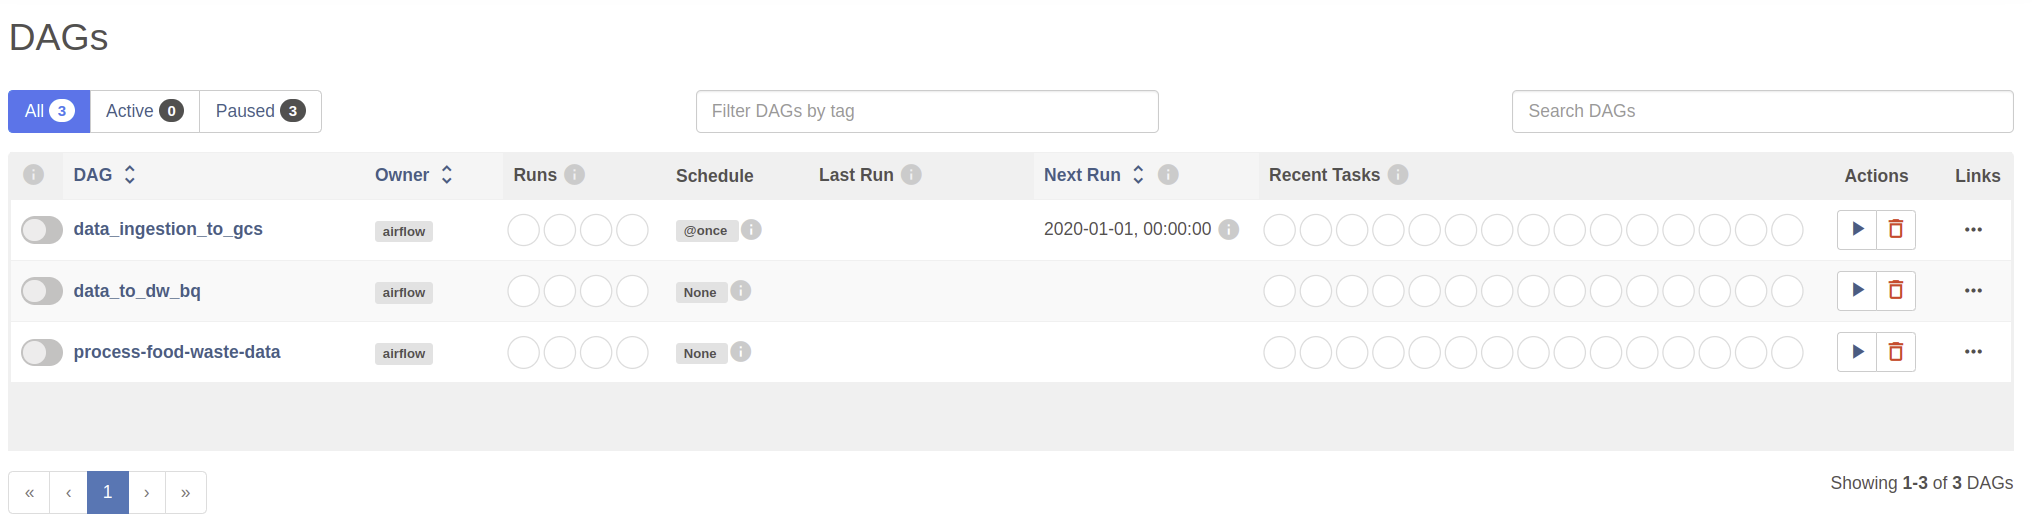 DAGs
All 3 Active 0 Paused 3 Filter DAGs by tag Search DAGs
i DAG Owner Runs i Schedule Last Run i Next Run i Recent Tasks i Actions Links
data_ingestion_to_gcs airflow @once i 2020-01-01, 00:00:00 i •••
data_to_dw_bq airflow None i •••
process-food-waste-data airflow None i •••
« ‹ 1 › » Showing 1-3 of 3 DAGs